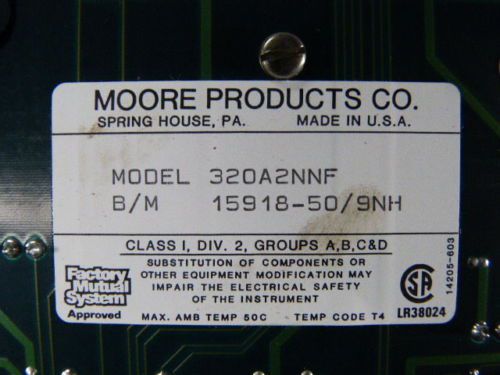 MOORE PRODUCTS CO.
SPRING HOUSE, PA. MADE IN U.S.A.
MODEL 320A2NNF
B/M 15918-50/9NH
CLASS I, DIV. 2, GROUPS A,B,C&D
SUBSTITUTION OF COMPONENTS OR
OTHER EQUIPMENT MODIFICATION MAY
IMPAIR THE ELECTRICAL SAFETY
OF THE INSTRUMENT
Factory
Mutual
System
Approved
MAX. AMB TEMP 50C TEMP CODE T4
SA
LR38024
14205-603